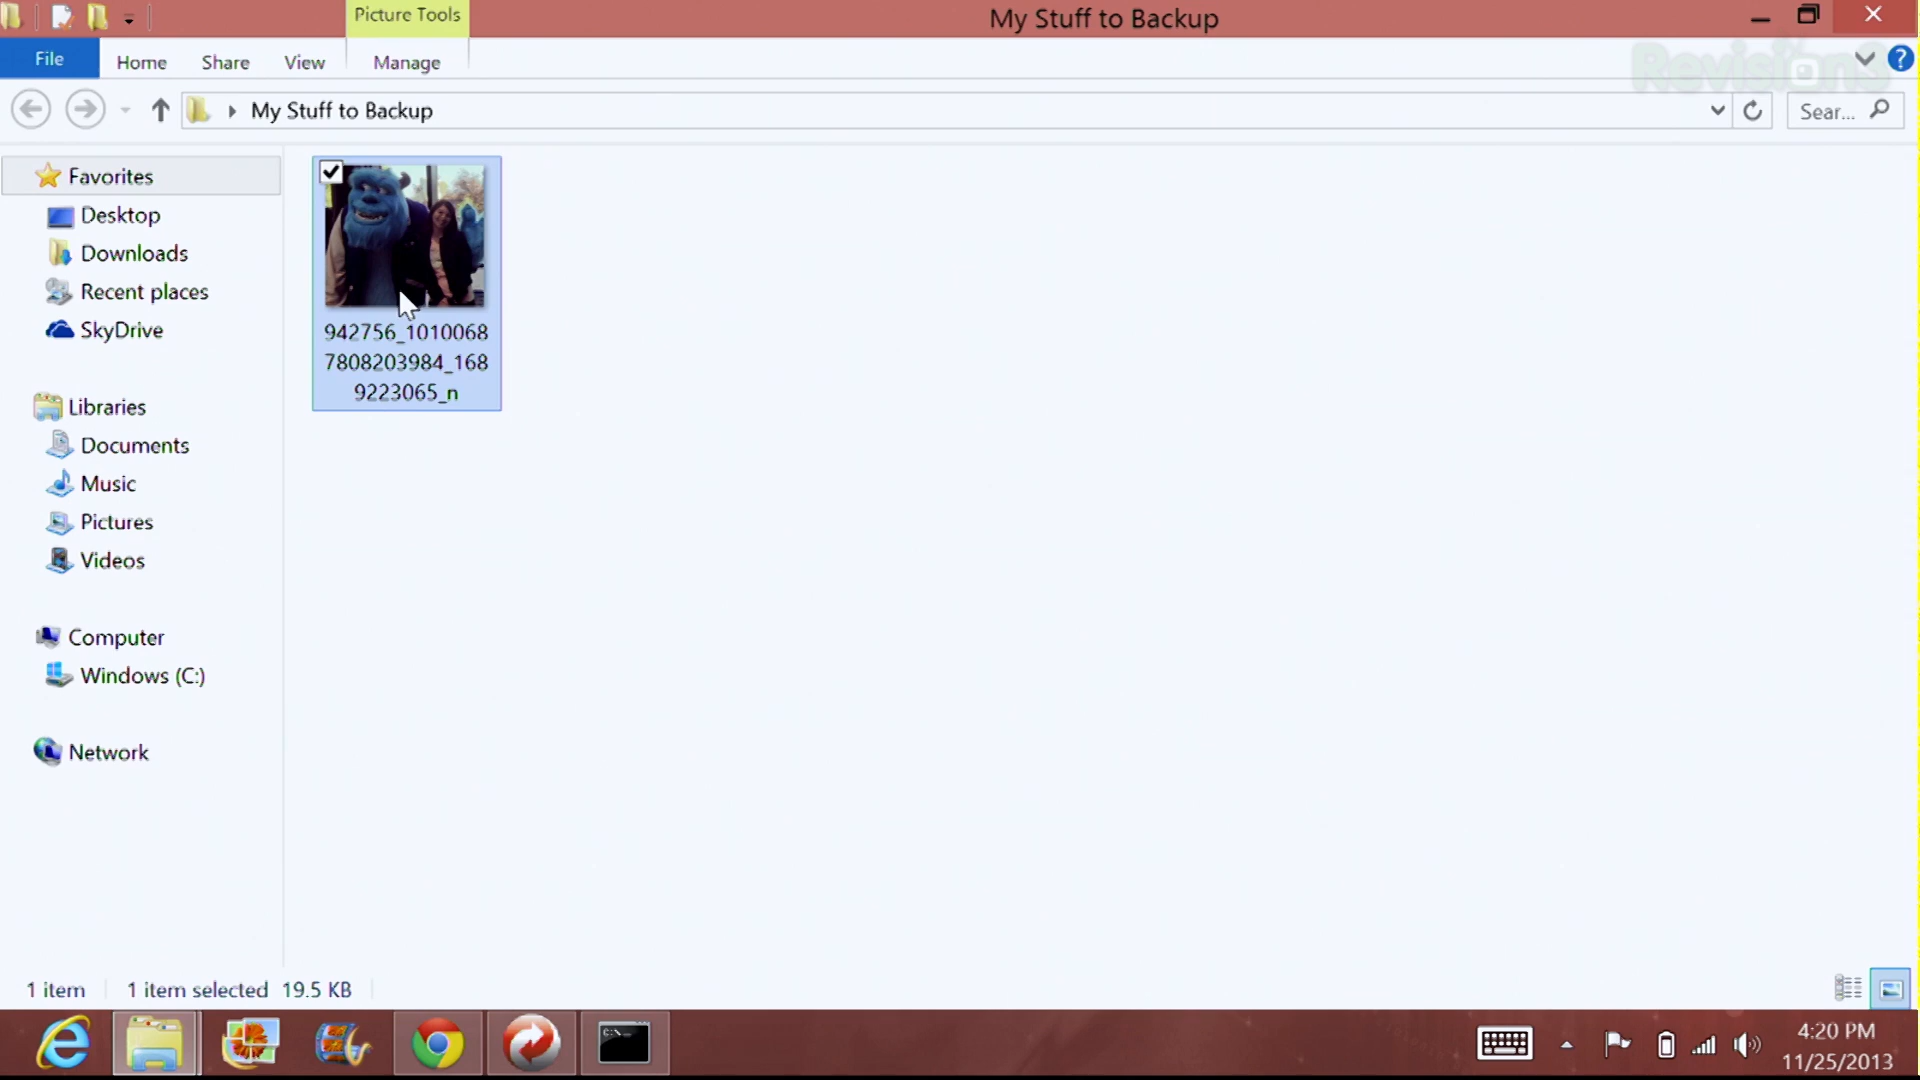 Picture Tools
My Stuff to Backup
File
Home
Share
View
Manage
Revision3
My Stuff to Backup
Sear...
Favorites
Desktop
Downloads
Recent places
SkyDrive
Libraries
Documents
Music
Pictures
Videos
Computer
Windows (C:)
Network
942756_1010068
7808203984_168
9223065_n
1 item
1 item selected 19.5 KB
C:\_
4:20 PM
11/25/2013